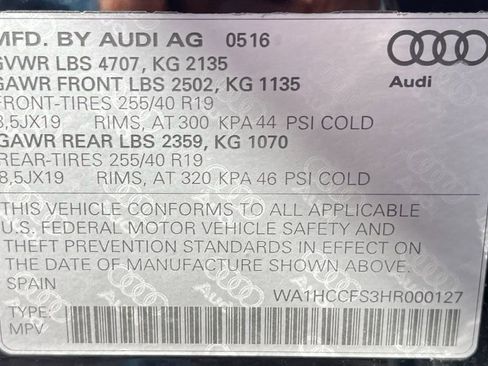 MFD. BY AUDI AG 0516
GVWR LBS 4707, KG 2135
GAWR FRONT LBS 2502, KG 1135
FRONT-TIRES 255/40 R19
8,5JX19 RIMS, AT 300 KPA 44 PSI COLD
GAWR REAR LBS 2359, KG 1070
REAR-TIRES 255/40 R19
8,5JX19 RIMS, AT 320 KPA 46 PSI COLD
THIS VEHICLE CONFORMS TO ALL APPLICABLE
U.S. FEDERAL MOTOR VEHICLE SAFETY AND
THEFT PREVENTION STANDARDS IN EFFECT ON
THE DATE OF MANUFACTURE SHOWN ABOVE.
SPAIN WA1HCCFS3HR000127
TYPE:
MPV
Audi